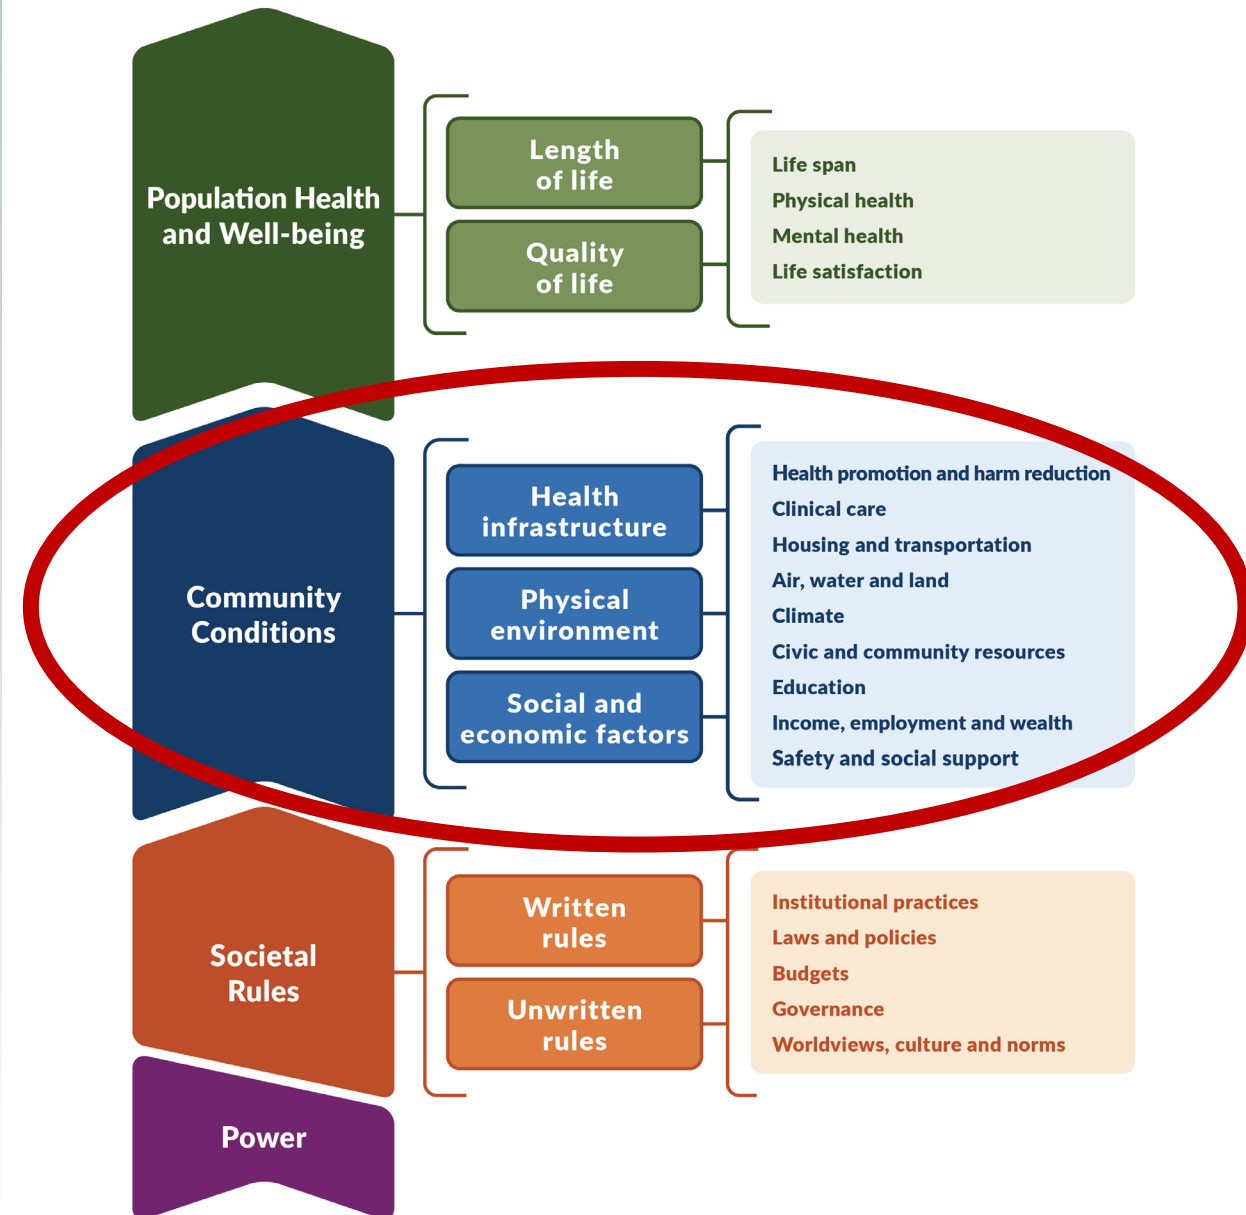 Population Health
and Well-being
Length
of life
Quality
of life
Life span
Physical health
Mental health
Life satisfaction
Community
Conditions
Health
infrastructure
Physical
environment
Social and
economic factors
Health promotion and harm reduction
Clinical care
Housing and transportation
Air, water and land
Climate
Civic and community resources
Education
Income, employment and wealth
Safety and social support
Societal
Rules
Written
rules
Unwritten
rules
Institutional practices
Laws and policies
Budgets
Governance
Worldviews, culture and norms
Power